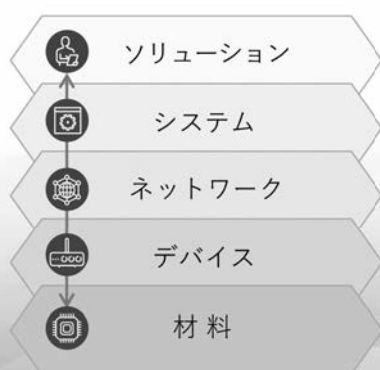 ソリューション
システム
ネットワーク
デバイス
材料